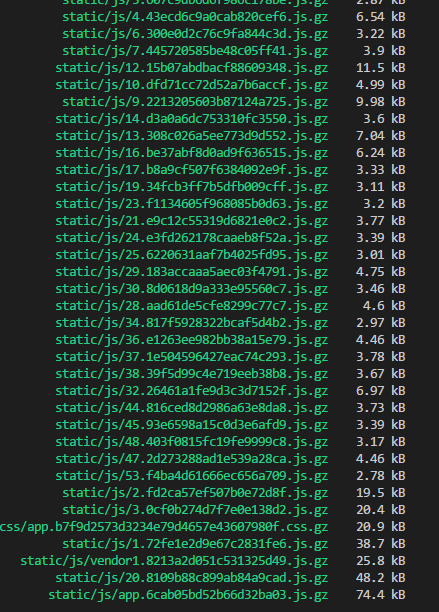 static/js/4.43ecd6c9a0cab820cef6.js.gz 6.54 kB
static/js/6.300e0d2c76c9fa844c3d.js.gz 3.22 kB
static/js/7.445720585be48c05ff41.js.gz 3.9 kB
static/js/12.15b07abdbacf88609348.js.gz 11.5 kB
static/js/10.dfd71cc72d52a7b6accf.js.gz 4.99 kB
static/js/9.2213205603b87124a725.js.gz 9.98 kB
static/js/14.d3a0a6dc753310fc3550.js.gz 3.6 kB
static/js/13.308c026a5ee773d9d552.js.gz 7.04 kB
static/js/16.be37abf8d0ad9f636515.js.gz 6.24 kB
static/js/17.b8a9cf507f6384092e9f.js.gz 3.33 kB
static/js/19.34fcb3ff7b5dfb009cff.js.gz 3.11 kB
static/js/23.f1134605f968085b0d63.js.gz 3.2 kB
static/js/21.e9c12c55319d6821e0c2.js.gz 3.77 kB
static/js/24.e3fd262178caaeb8f52a.js.gz 3.39 kB
static/js/25.6220631aaf7b4025fd95.js.gz 3.01 kB
static/js/29.183accaaa5aec03f4791.js.gz 4.75 kB
static/js/30.8d0618d9a333e95560c7.js.gz 3.46 kB
static/js/28.aad61de5cfe8299c77c7.js.gz 4.6 kB
static/js/34.817f5928322bcaf5d4b2.js.gz 2.97 kB
static/js/36.e1263ee982bb38a15e79.js.gz 4.46 kB
static/js/37.1e504596427eac74c293.js.gz 3.78 kB
static/js/38.39f5d99c4e719eeb38b8.js.gz 3.67 kB
static/js/32.26461a1fe9d3c3d7152f.js.gz 6.97 kB
static/js/44.816ced8d2986a63e8da8.js.gz 3.73 kB
static/js/45.93e6598a15c0d3e6afd9.js.gz 3.39 kB
static/js/48.403f0815fc19fe9999c8.js.gz 3.17 kB
static/js/47.2d273288ad1e539a28ca.js.gz 4.46 kB
static/js/53.f4ba4d61666ec656a709.js.gz 2.78 kB
static/js/2.fd2ca57ef507b0e72d8f.js.gz 19.5 kB
static/js/3.0cf0b274d7f7e0e138d2.js.gz 20.4 kB
css/app.b7f9d2573d3234e79d4657e43607980f.css.gz 20.9 kB
static/js/1.72fe1e2d9e67c2831fe6.js.gz 38.7 kB
static/js/vendor1.8213a2d051c531325d49.js.gz 25.8 kB
static/js/20.8109b88c899ab84a9cad.js.gz 48.2 kB
static/js/app.6cab05bd52b66d32ba03.js.gz 74.4 kB